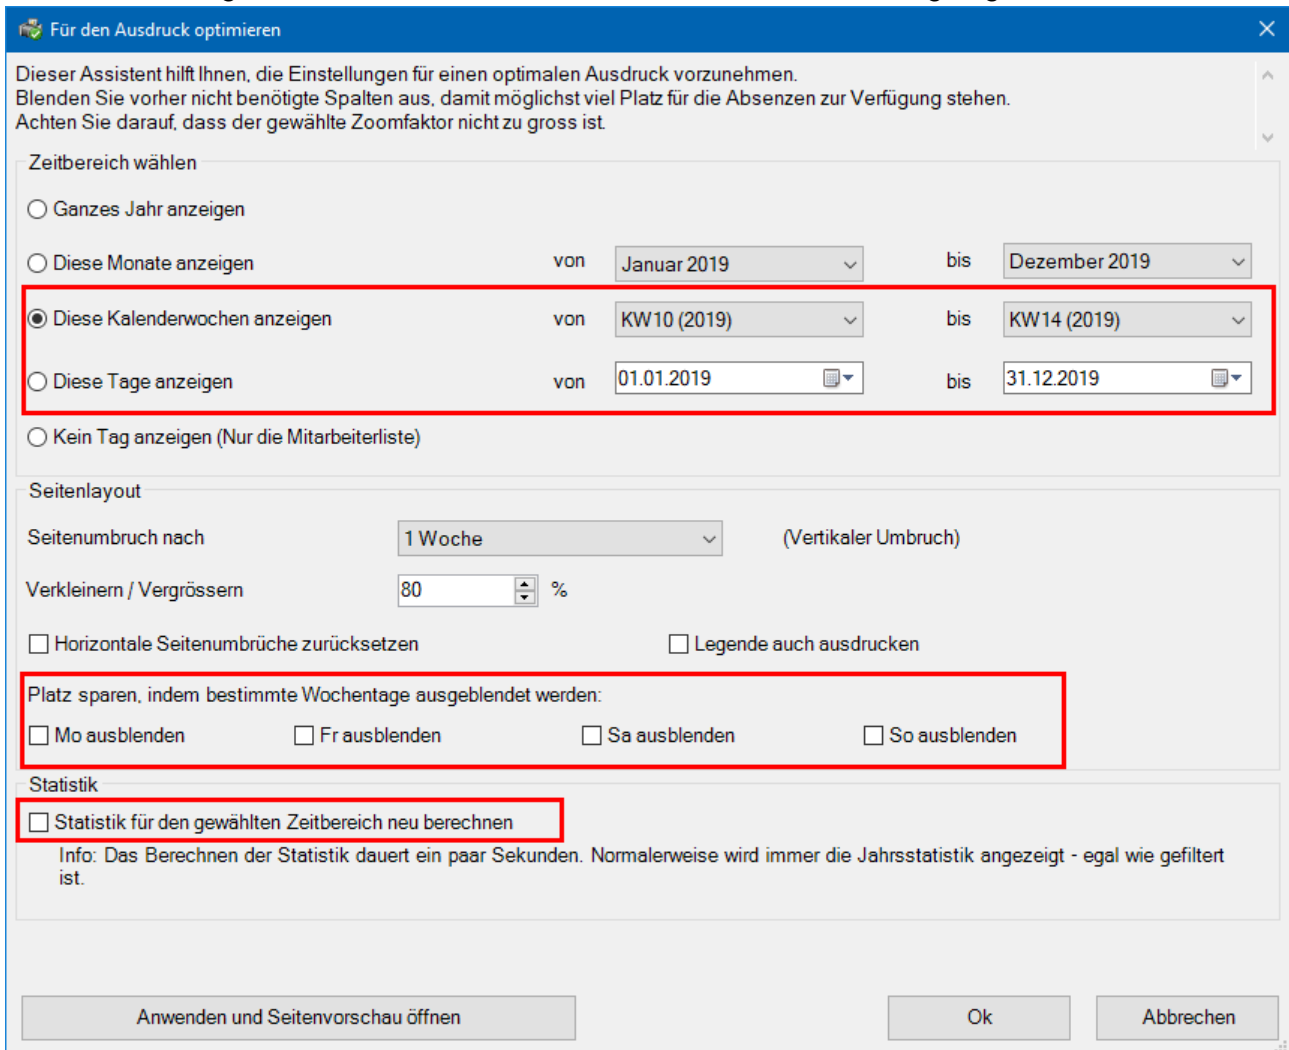 Für den Ausdruck optimieren
Dieser Assistent hilft Ihnen, die Einstellungen für einen optimalen Ausdruck vorzunehmen.
Blenden Sie vorher nicht benötigte Spalten aus, damit möglichst viel Platz für die Absenzen zur Verfügung stehen.
Achten Sie darauf, dass der gewählte Zoomfaktor nicht zu gross ist.
Zeitbereich wählen
Ganzes Jahr anzeigen
Diese Monate anzeigen von Januar 2019 bis Dezember 2019
Diese Kalenderwochen anzeigen von KW10 (2019) bis KW14 (2019)
Diese Tage anzeigen von 01.01.2019 bis 31.12.2019
Kein Tag anzeigen (Nur die Mitarbeiterliste)
Seitenlayout
Seitenumbruch nach 1 Woche (Vertikaler Umbruch)
Verkleinern / Vergrössern 80 %
Horizontale Seitenumbrüche zurücksetzen Legende auch ausdrucken
Platz sparen, indem bestimmte Wochentage ausgeblendet werden:
Mo ausblenden Fr ausblenden Sa ausblenden So ausblenden
Statistik
Statistik für den gewählten Zeitbereich neu berechnen
Info: Das Berechnen der Statistik dauert ein paar Sekunden. Normalerweise wird immer die Jahrsstatistik angezeigt - egal wie gefiltert
ist.
Anwenden und Seitenvorschau öffnen Ok Abbrechen